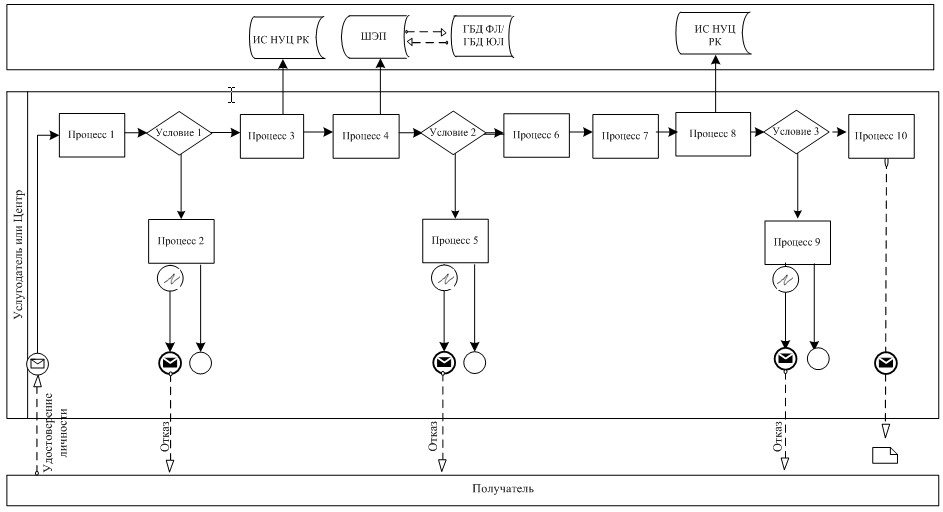 ИС НУЦ РК
ШЭП
ГБД ФЛ/
ГБД ЮЛ
ИС НУЦ
РК
Услугодатель или Центр
Процесс 1
Условие 1
Процесс 3
Процесс 4
Условие 2
Процесс 6
Процесс 7
Процесс 8
Условие 3
Процесс 10
Процесс 2
Процесс 5
Процесс 9
Удостоверение
личности
Отказ
Отказ
Отказ
Получатель